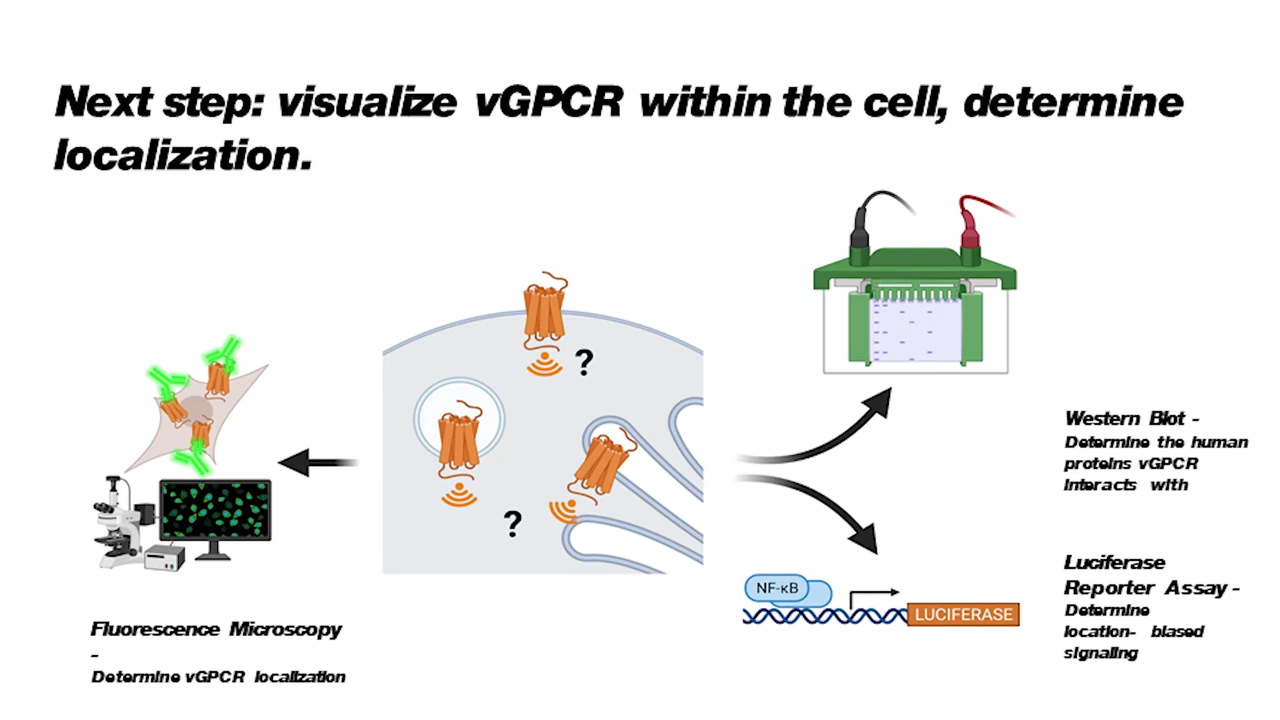 Next step: visualize vGPCR within the cell, determine
localization.
?
?
Western Blot -
Determine the human
proteins vGPCR
interacts with
NF-κB
LUCIFERASE
Luciferase
Reporter Assay -
Determine
location- biased
signaling
Fluorescence Microscopy
-
Determine vGPCR localization